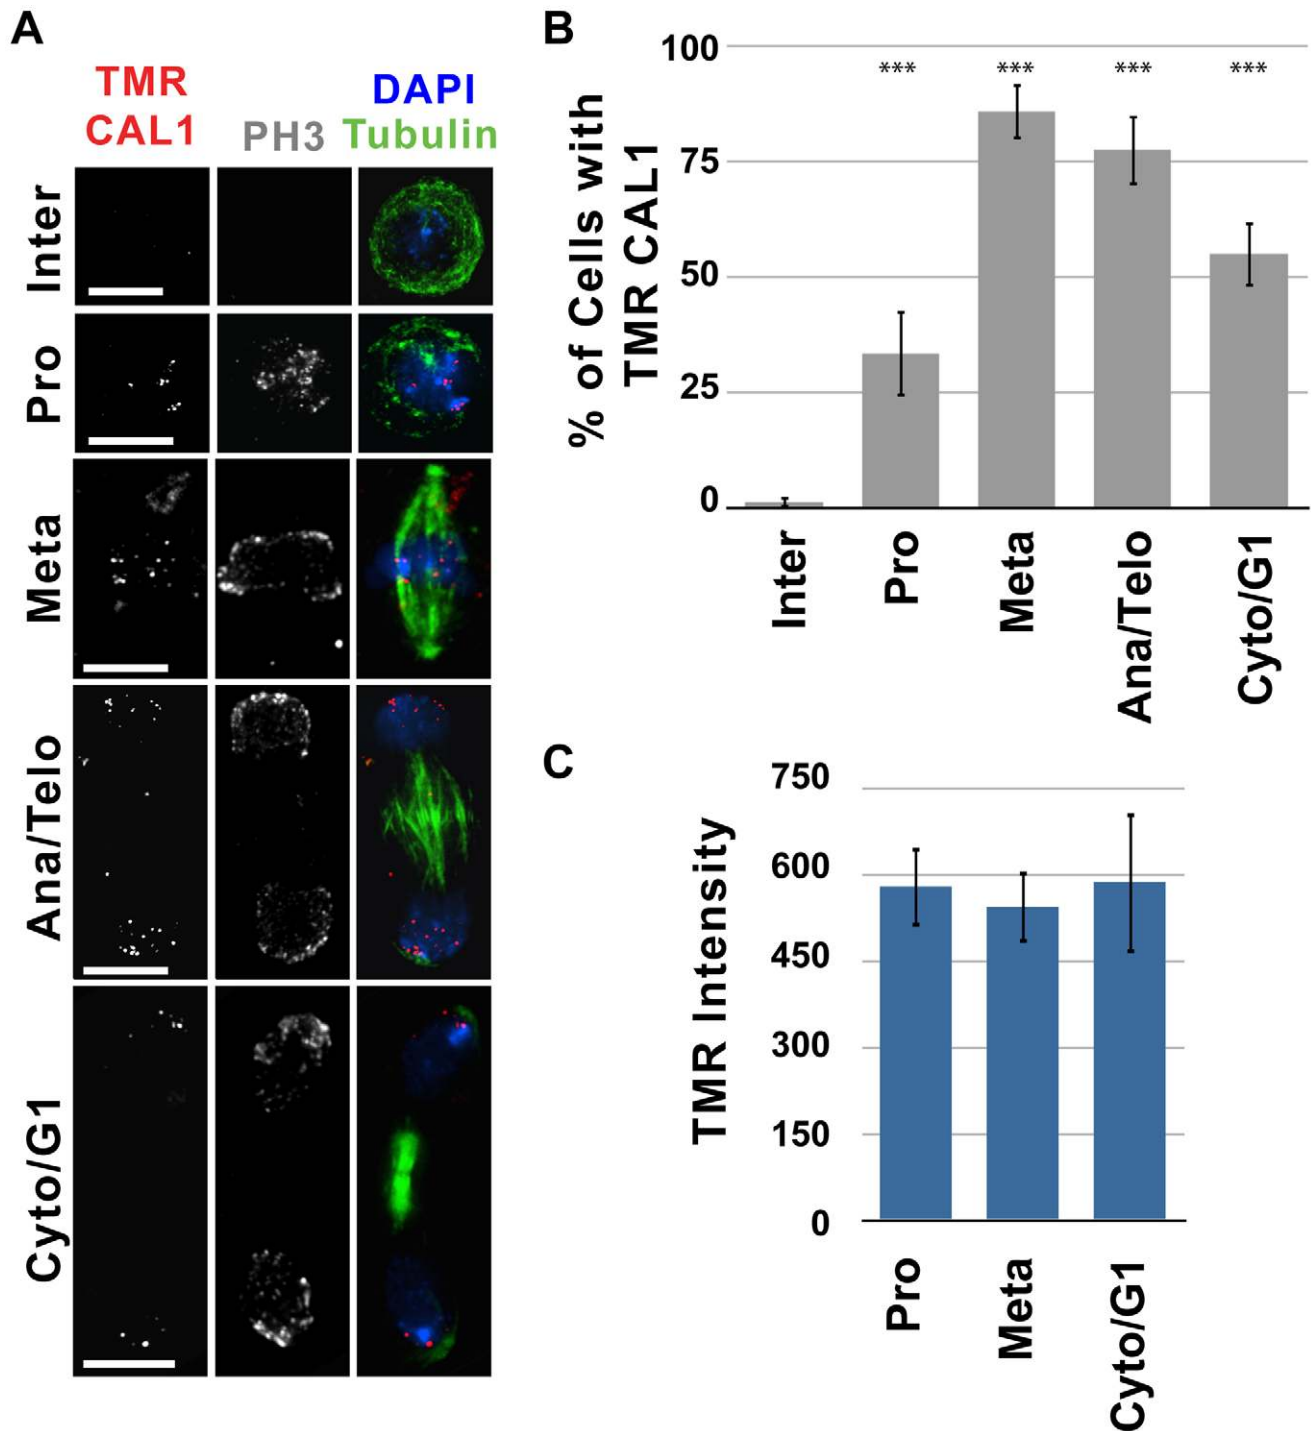 A
TMR
CAL1
PH3
DAPI
Tubulin
Inter
Pro
Meta
Ana/Telo
Cyto/G1
B
% of Cells with
TMR CAL1
100
75
50
25
0
***
***
***
***
Inter
Pro
Meta
Ana/Telo
Cyto/G1
C
TMR Intensity
750
600
450
300
150
0
Pro
Meta
Cyto/G1